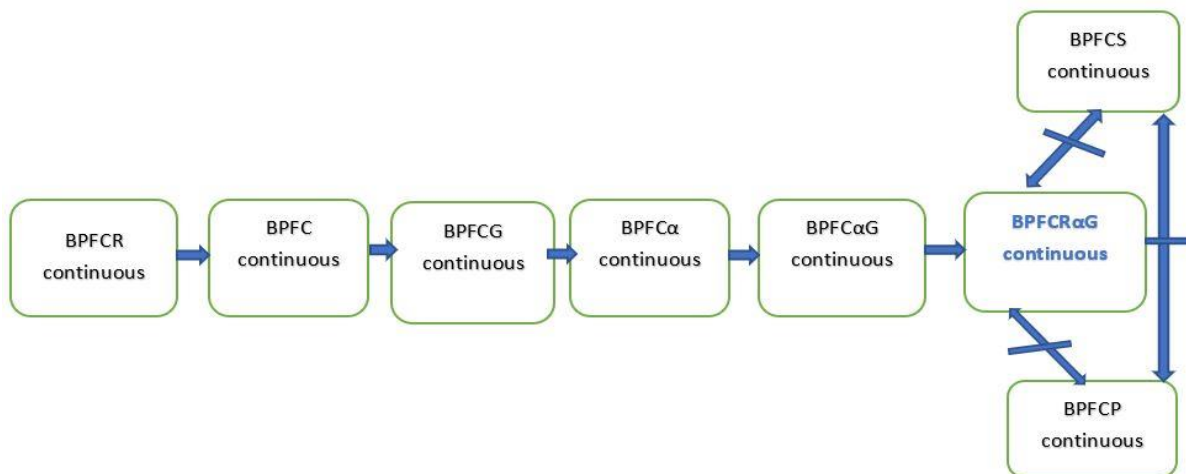 BPFCS
continuous
BPFCR
continuous
BPFC
continuous
BPFCG
continuous
BPFCα
continuous
BPFCαG
continuous
BPFCRαG
continuous
BPFCP
continuous